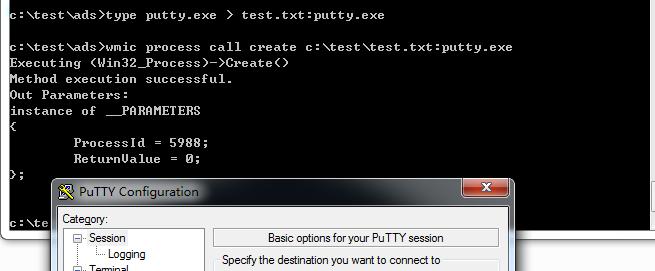 c:\test\ads>type putty.exe > test.txt:putty.exe
c:\test\ads>wmic process call create c:\test\test.txt:putty.exe
Executing (Win32_Process)->Create()
Method execution successful.
Out Parameters:
instance of __PARAMETERS
{
ProcessId = 5988;
ReturnValue = 0;
};
PuTTY Configuration
c:\te
Category:
Session
Logging
Terminal
Basic options for your PuTTY session
Specify the destination you want to connect to